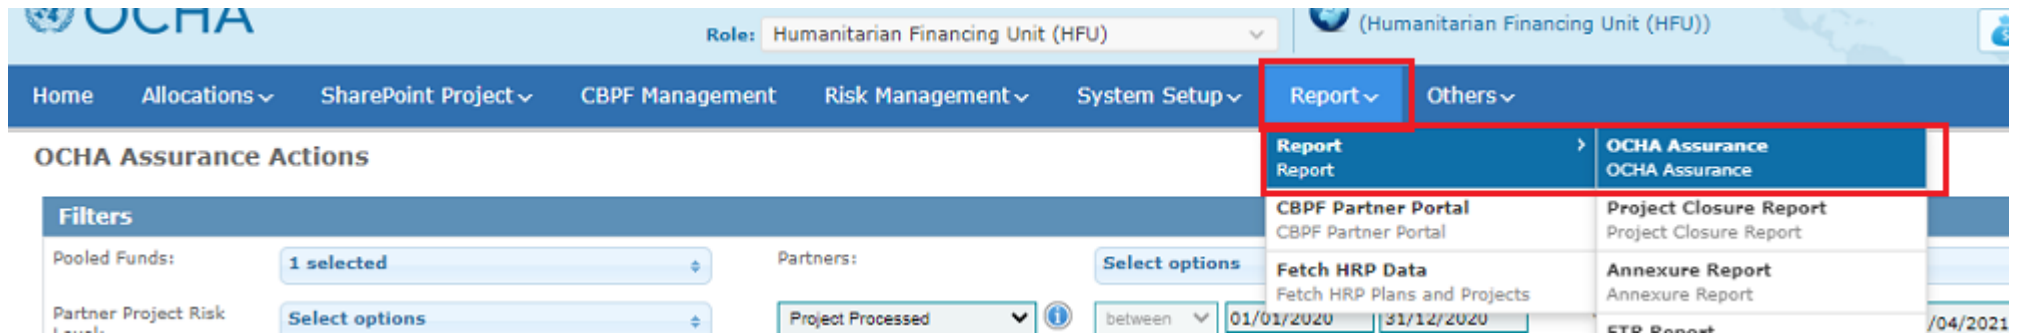 OCHA
Role: Humanitarian Financing Unit (HFU)
(Humanitarian Financing Unit (HFU))
Home Allocations SharePoint Project CBPF Management Risk Management System Setup Report Others
OCHA Assurance Actions
Report
Report
OCHA Assurance
OCHA Assurance
CBPF Partner Portal
CBPF Partner Portal
Project Closure Report
Project Closure Report
Fetch HRP Data
Fetch HRP Plans and Projects
Annexure Report
Annexure Report
FTR Report
Filters
Pooled Funds: 1 selected Partners: Select options
Partner Project Risk
Level: Select options Project Processed between 01/01/2020 31/12/2020 /04/2021